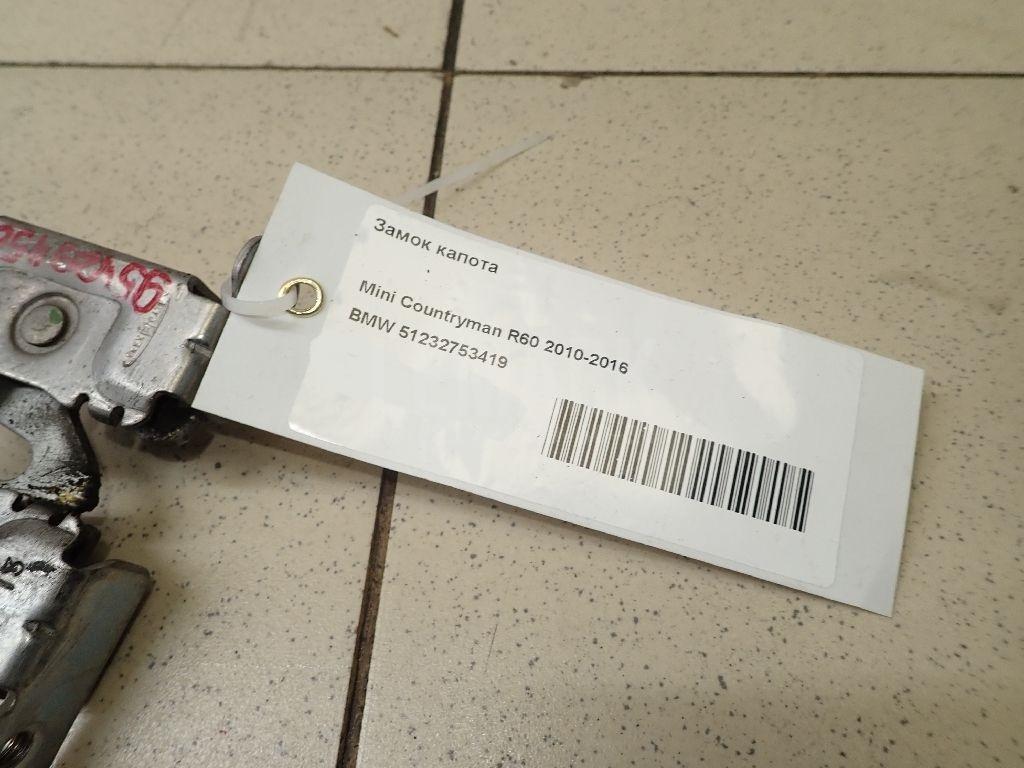 Замок капота
Mini Countryman R60 2010-2016
BMW 51232753419